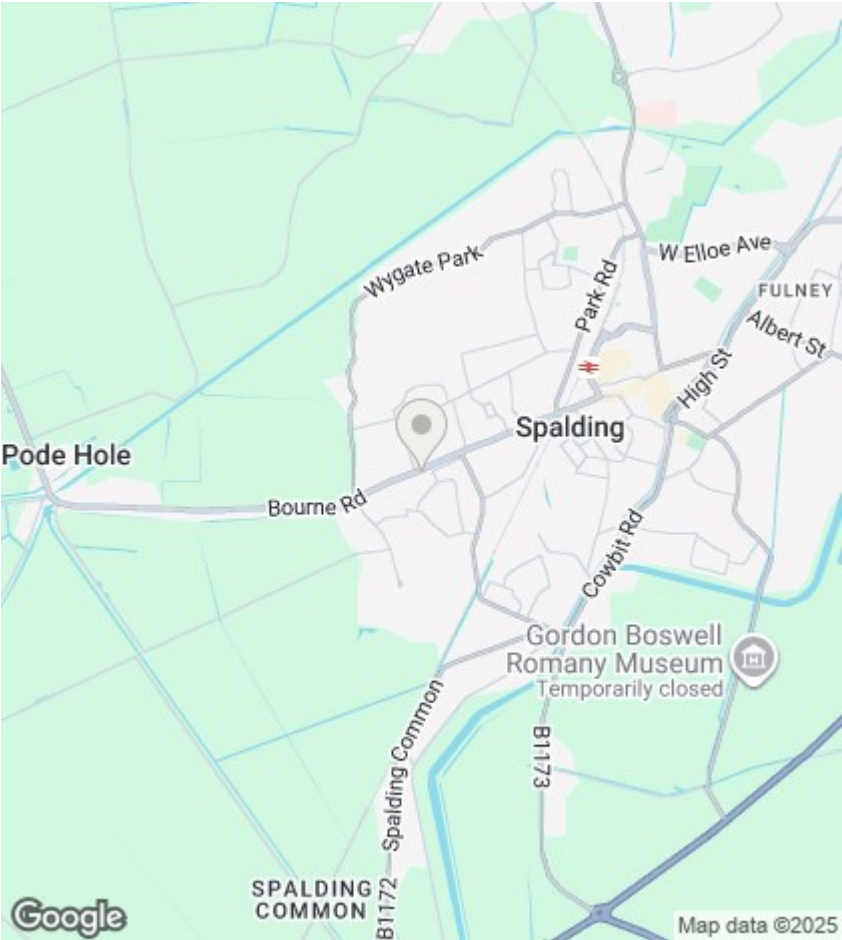 Wygate Park
W Elloe Ave
Park Rd
FULNEY
Albert St
High St
Spalding
Pode Hole
Bourne Rd
Cowbit Rd
Gordon Boswell
Romany Museum
Temporarily closed
Spalding Common
B1173
SPALDING
COMMON
B1172
Google
Map data ©2025